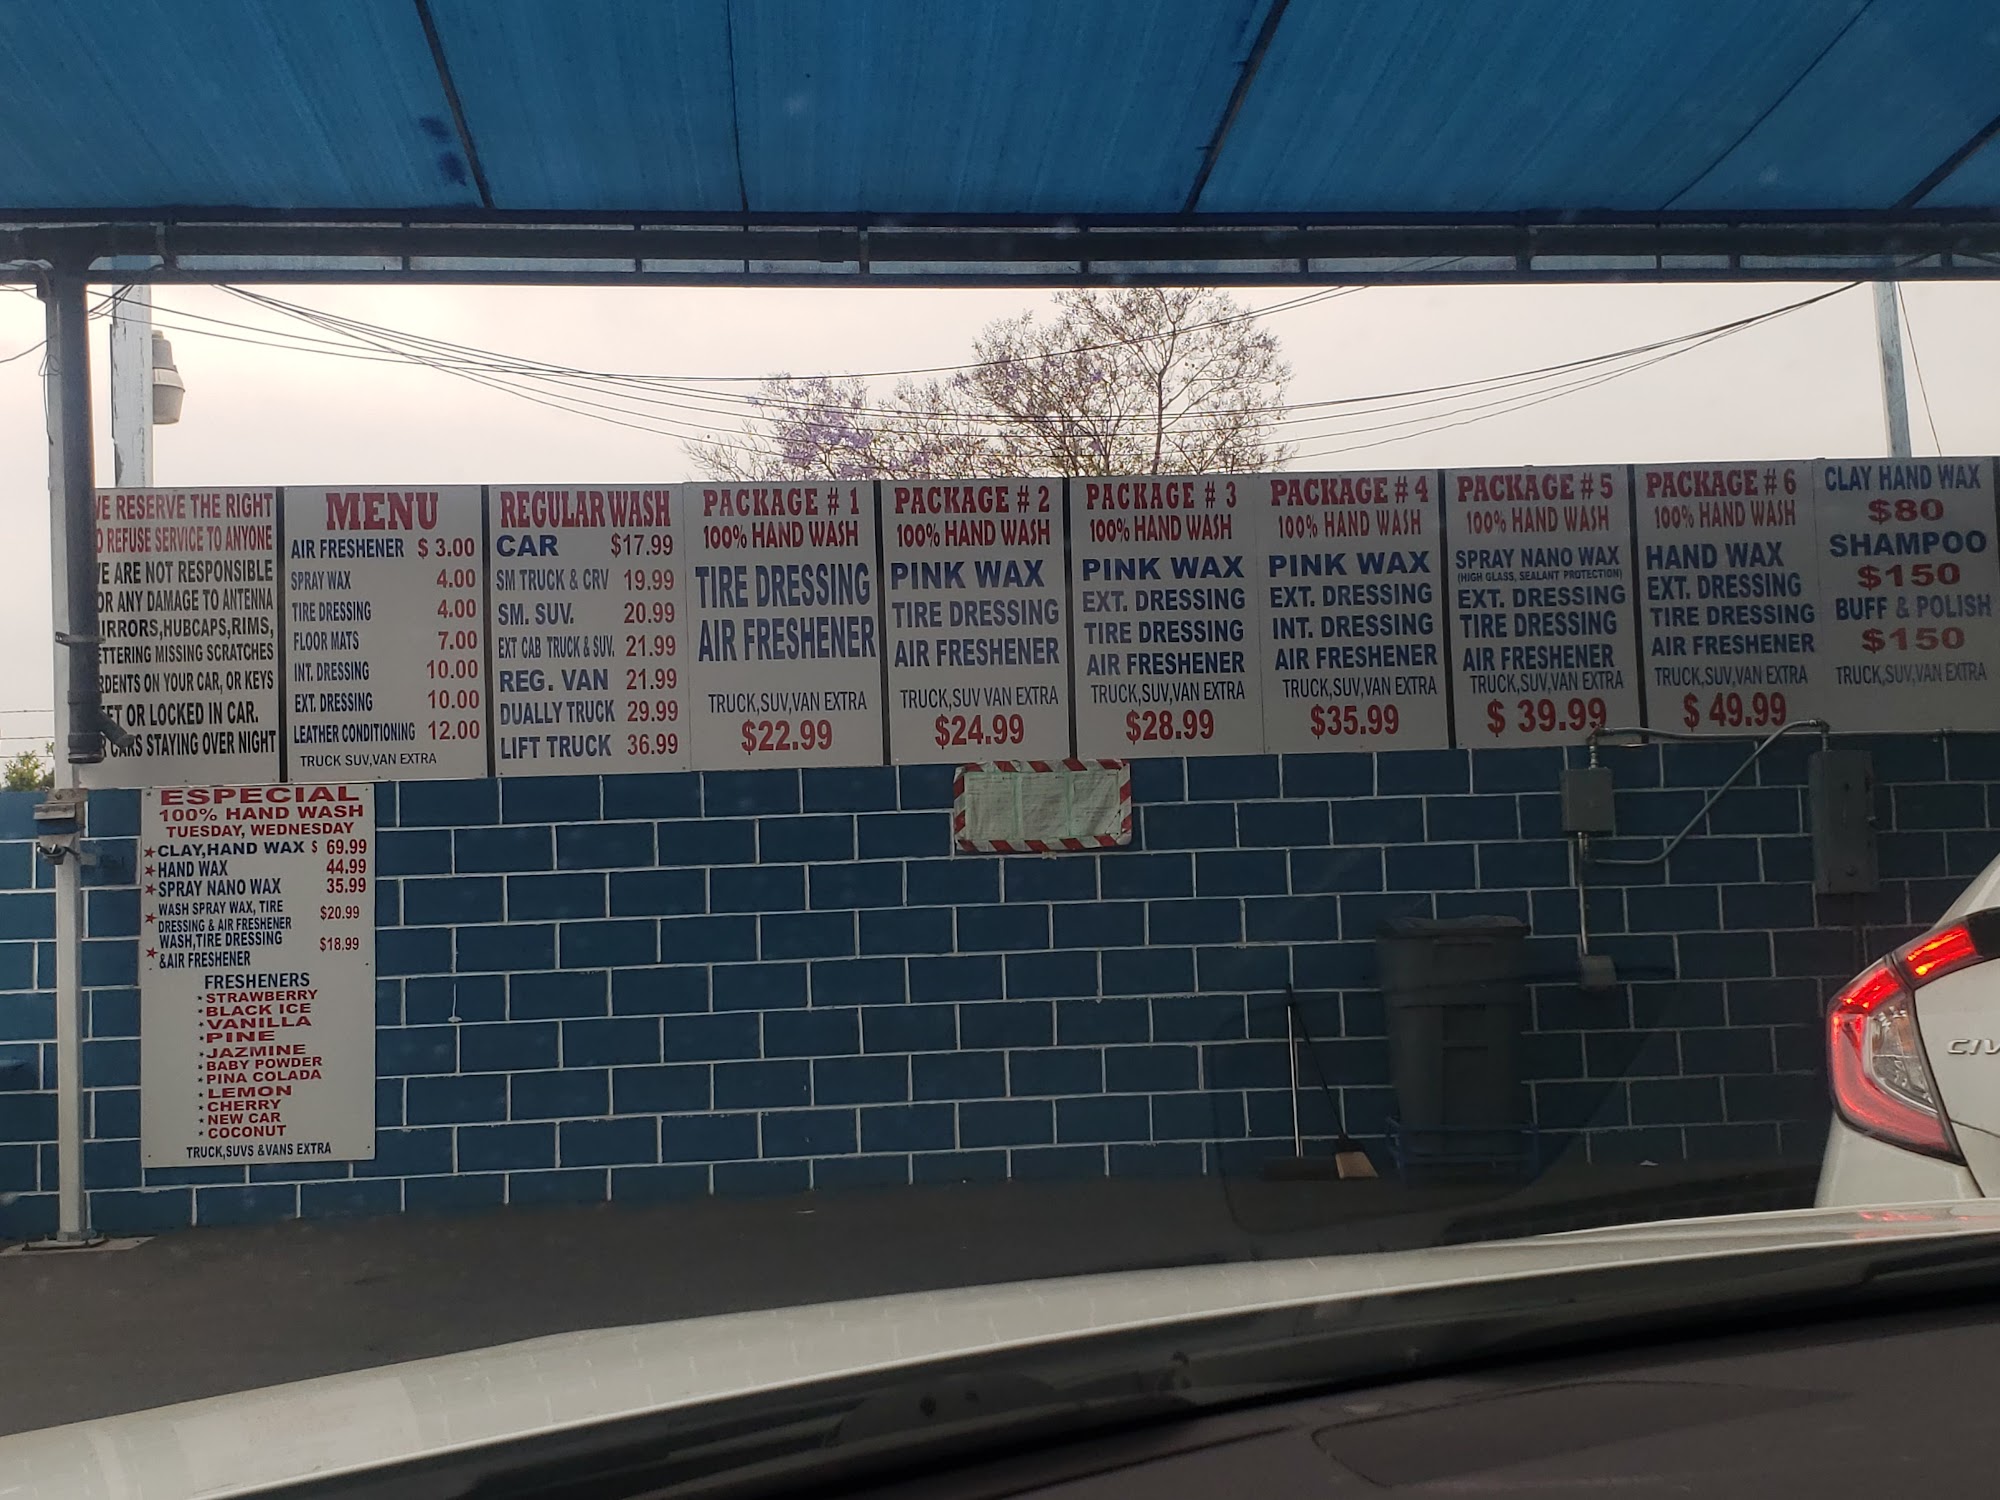 VE RESERVE THE RIGHT
O REFUSE SERVICE TO ANYONE
VE ARE NOT RESPONSIBLE
OR ANY DAMAGE TO ANTENNA
IRRORS,HUBCAPS,RIMS,
ETTERING MISSING SCRATCHES
RDENTS ON YOUR CAR, OR KEYS
FT OR LOCKED IN CAR.
R CARS STAYING OVER NIGHT
MENU
AIR FRESHENER $ 3.00
SPRAY WAX 4.00
TIRE DRESSING 4.00
FLOOR MATS 7.00
INT. DRESSING 10.00
EXT. DRESSING 10.00
LEATHER CONDITIONING 12.00
TRUCK SUV,VAN EXTRA
REGULAR WASH
CAR $17.99
SM TRUCK & CRV 19.99
SM. SUV. 20.99
EXT CAB TRUCK & SUV. 21.99
REG. VAN 21.99
DUALLY TRUCK 29.99
LIFT TRUCK 36.99
PACKAGE # 1
100% HAND WASH
TIRE DRESSING
AIR FRESHENER
TRUCK,SUV,VAN EXTRA
$22.99
PACKAGE # 2
100% HAND WASH
PINK WAX
TIRE DRESSING
AIR FRESHENER
TRUCK,SUV VAN EXTRA
$24.99
PACKAGE # 3
100% HAND WASH
PINK WAX
EXT. DRESSING
TIRE DRESSING
AIR FRESHENER
TRUCK,SUV,VAN EXTRA
$28.99
PACKAGE # 4
100% HAND WASH
PINK WAX
EXT. DRESSING
INT. DRESSING
AIR FRESHENER
TRUCK,SUV,VAN EXTRA
$35.99
PACKAGE # 5
100% HAND WASH
SPRAY NANO WAX
(HIGH GLASS, SEALANT PROTECTION)
EXT. DRESSING
TIRE DRESSING
AIR FRESHENER
TRUCK,SUV,VAN EXTRA
$ 39.99
PACKAGE # 6
100% HAND WASH
HAND WAX
EXT. DRESSING
TIRE DRESSING
AIR FRESHENER
TRUCK,SUV,VAN EXTRA
$ 49.99
CLAY HAND WAX
$80
SHAMPOO
$150
BUFF & POLISH
$150
TRUCK,SUV,VAN EXTRA
ESPECIAL
100% HAND WASH
TUESDAY, WEDNESDAY
CLAY,HAND WAX $ 69.99
HAND WAX 44.99
SPRAY NANO WAX 35.99
WASH SPRAY WAX, TIRE
DRESSING & AIR FRESHENER $20.99
WASH,TIRE DRESSING
&AIR FRESHENER $18.99
FRESHENERS
STRAWBERRY
BLACK ICE
VANILLA
PINE
JAZMINE
BABY POWDER
PINA COLADA
LEMON
CHERRY
NEW CAR
COCONUT
TRUCK,SUVS &VANS EXTRA
CIV